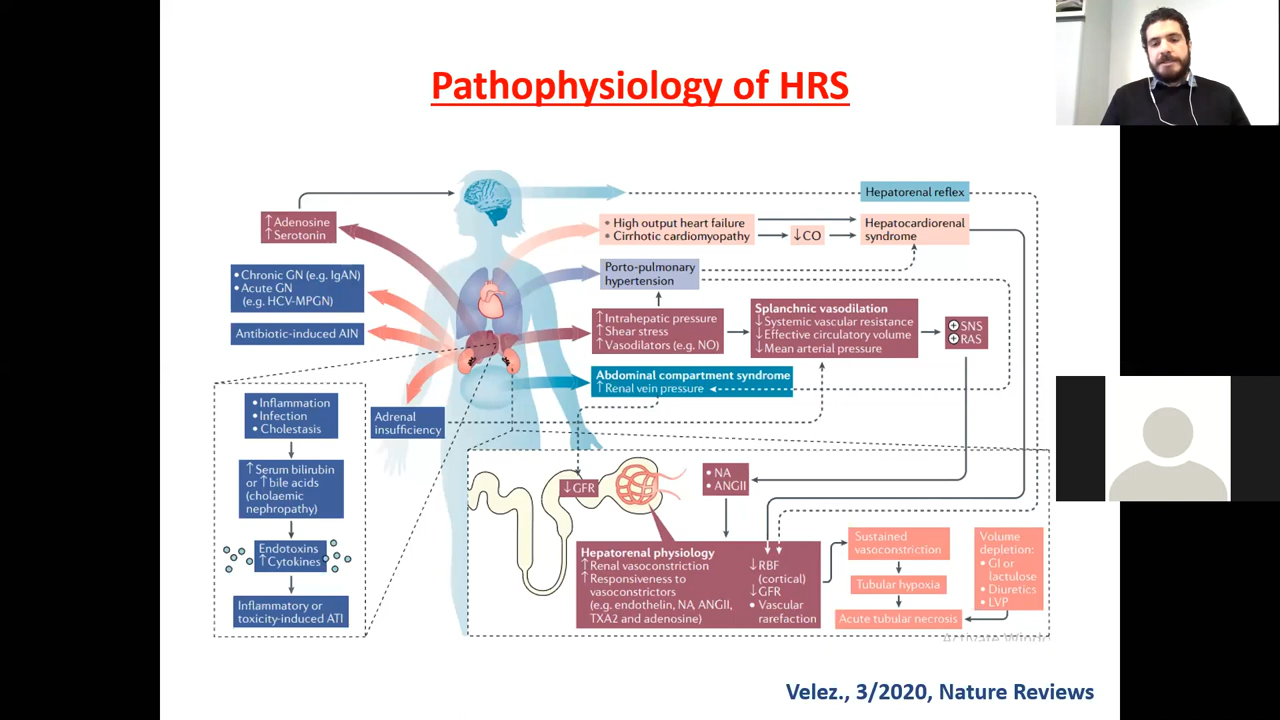 Pathophysiology of HRS
Hepatorenal reflex
↑ Adenosine
↑ Serotonin
• High output heart failure
• Cirrhotic cardiomyopathy
↓CO
Hepatocardiorenal
syndrome
• Chronic GN (e.g. IgAN)
• Acute GN
(e.g. HCV-MPGN)
Porto-pulmonary
hypertension
Antibiotic-induced AIN
↑ Intrahepatic pressure
↑ Shear stress
↑ Vasodilators (e.g. NO)
Splanchnic vasodilation
↓ Systemic vascular resistance
↓ Effective circulatory volume
↓ Mean arterial pressure
+ SNS
+ RAS
Abdominal compartment syndrome
↑ Renal vein pressure
Adrenal
insufficiency
• Inflammation
• Infection
• Cholestasis
↑ Serum bilirubin
or ↑ bile acids
(cholaemic
nephropathy)
Endotoxins
↑ Cytokines
Inflammatory or
toxicity-induced ATI
↓GFR
• NA
• ANGII
Hepatorenal physiology
↑ Renal vasoconstriction
↑ Responsiveness to
vasoconstrictors
(e.g. endothelin, NA, ANGII,
TXA2 and adenosine)
↓ RBF
(cortical)
↓ GFR
• Vascular
rarefaction
Sustained
vasoconstriction
Tubular hypoxia
Acute tubular necrosis
Volume
depletion:
• GI or
lactulose
• Diuretics
• LVP
Velez., 3/2020, Nature Reviews